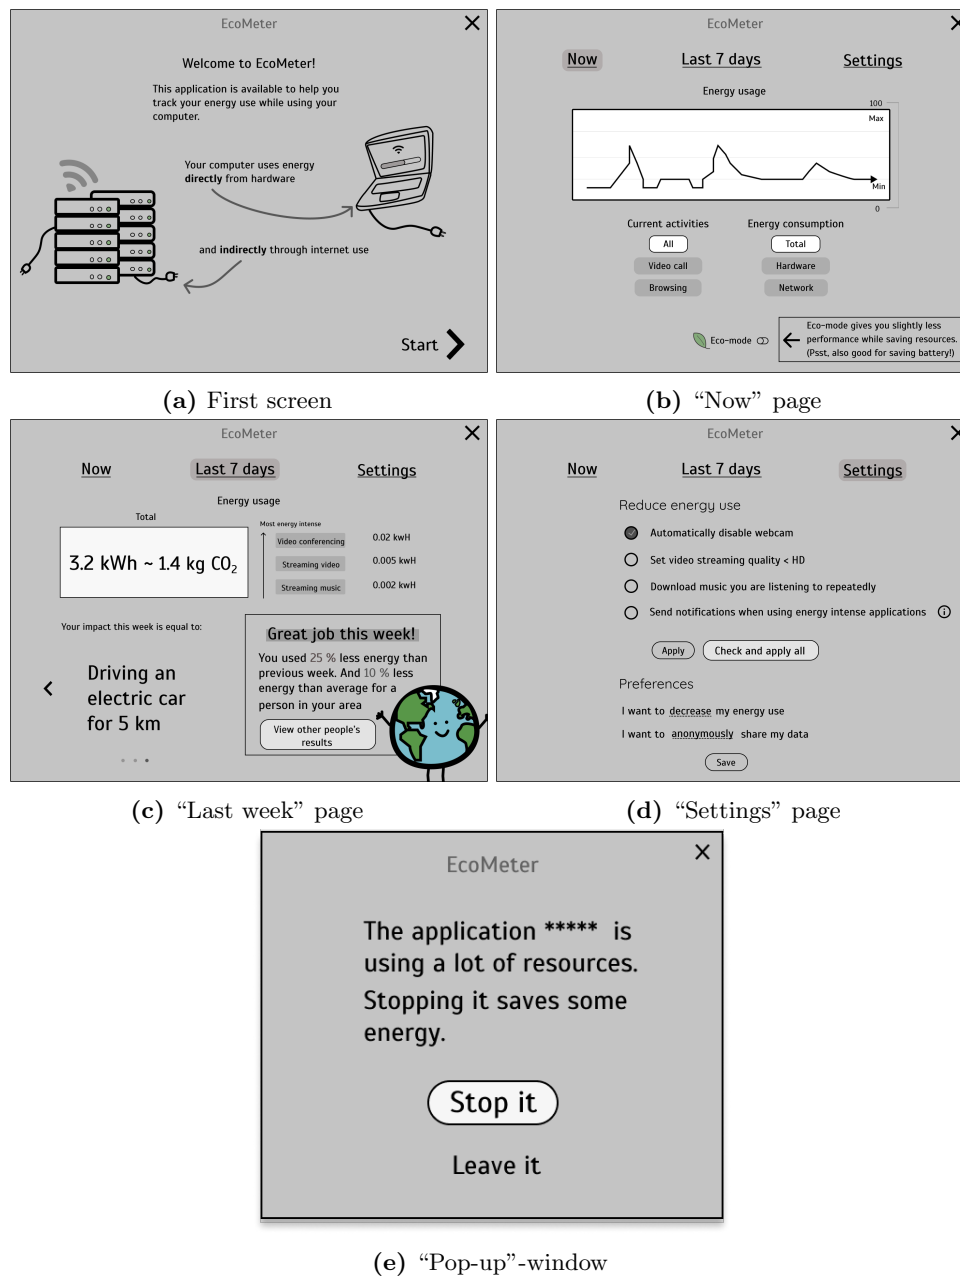 EcoMeter
Welcome to EcoMeter!
This application is available to help you
track your energy use while using your
computer.
Your computer uses energy
directly from hardware
and indirectly through internet use
Start
(a) First screen
EcoMeter
Now Last 7 days Settings
Energy usage
100
Max
Min
0
Current activities Energy consumption
All Total
Video call Hardware
Browsing Network
Eco-mode
Eco-mode gives you slightly less
performance while saving resources.
(Psst, also good for saving battery!)
(b) “Now” page
EcoMeter
Now Last 7 days Settings
Energy usage
Total
3.2 kWh ~ 1.4 kg CO₂
Most energy intense
Video conferencing 0.02 kwH
Streaming video 0.005 kwH
Streaming music 0.002 kwH
Your impact this week is equal to:
Driving an
electric car
for 5 km
Great job this week!
You used 25 % less energy than
previous week. And 10 % less
energy than average for a
person in your area
View other people's
results
(c) “Last week” page
EcoMeter
Now Last 7 days Settings
Reduce energy use
Automatically disable webcam
Set video streaming quality < HD
Download music you are listening to repeatedly
Send notifications when using energy intense applications
Apply Check and apply all
Preferences
I want to decrease my energy use
I want to anonymously share my data
Save
(d) “Settings” page
EcoMeter
The application ***** is
using a lot of resources.
Stopping it saves some
energy.
Stop it
Leave it
(e) “Pop-up”-window